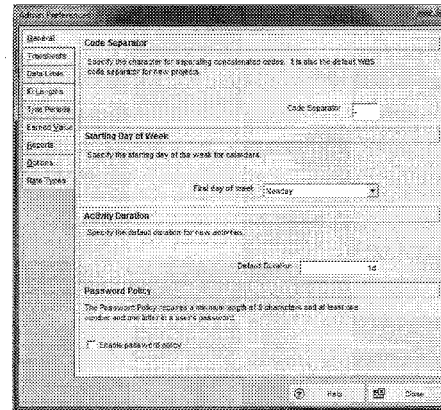 Admin Preferences
General
Timesheets
Data Limits
ID Lengths
Time Periods
Earned Value
Reports
Options
Rate Types
Code Separator
Specify the character for separating concatenated codes. It is also the default WBS
code separator for new projects.
Code Separator
Starting Day of Week
Specify the starting day of the week for calendars.
First day of week Monday
Activity Duration
Specify the default duration for new activities.
Default Duration 1d
Password Policy
The Password Policy requires a minimum length of 8 characters and at least one
number and one letter in a user's password.
Enable password policy
Help Close